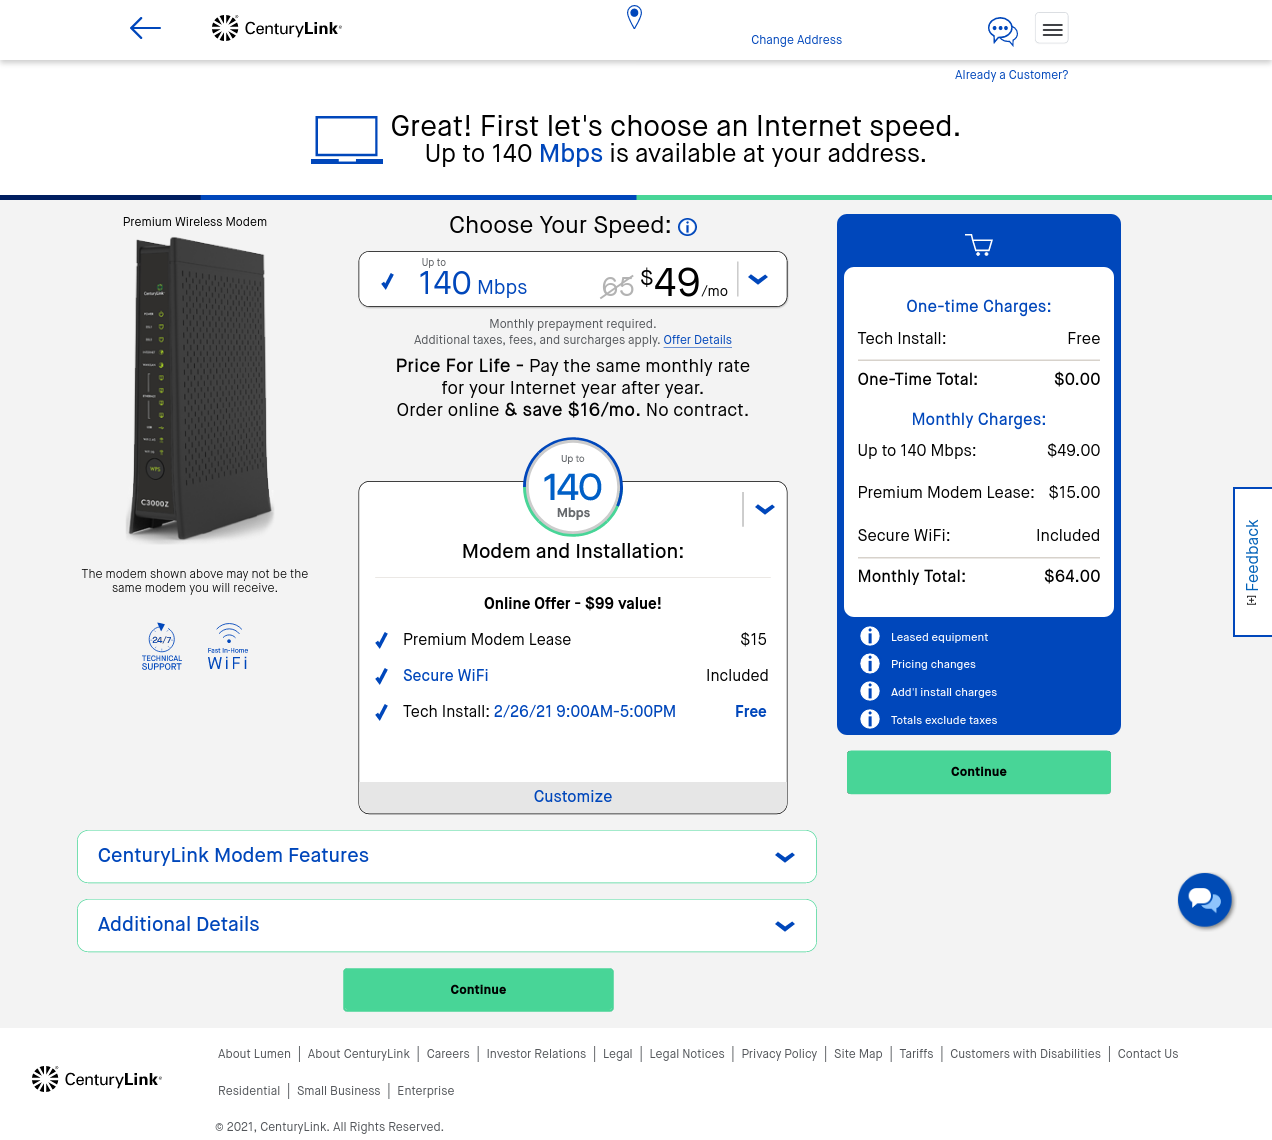 CenturyLink
Change Address
Already a Customer?
Great! First let's choose an Internet speed.
Up to 140 Mbps is available at your address.
Premium Wireless Modem
CenturyLink
WPS
C3000Z
The modem shown above may not be the
same modem you will receive.
24/7
TECHNICAL
SUPPORT
Fast In-Home
WiFi
Choose Your Speed:
Up to
140 Mbps
65 $49/mo
Monthly prepayment required.
Additional taxes, fees, and surcharges apply. Offer Details
Price For Life - Pay the same monthly rate
for your Internet year after year.
Order online & save $16/mo. No contract.
Up to
140
Mbps
Modem and Installation:
Online Offer - $99 value!
Premium Modem Lease $15
Secure WiFi Included
Tech Install: 2/26/21 9:00AM-5:00PM Free
Customize
One-time Charges:
Tech Install: Free
One-Time Total: $0.00
Monthly Charges:
Up to 140 Mbps: $49.00
Premium Modem Lease: $15.00
Secure WiFi: Included
Monthly Total: $64.00
Leased equipment
Pricing changes
Add'l install charges
Totals exclude taxes
Continue
[+] Feedback
CenturyLink Modem Features
Additional Details
Continue
CenturyLink
About Lumen | About CenturyLink | Careers | Investor Relations | Legal | Legal Notices | Privacy Policy | Site Map | Tariffs | Customers with Disabilities | Contact Us
Residential | Small Business | Enterprise
© 2021, CenturyLink. All Rights Reserved.